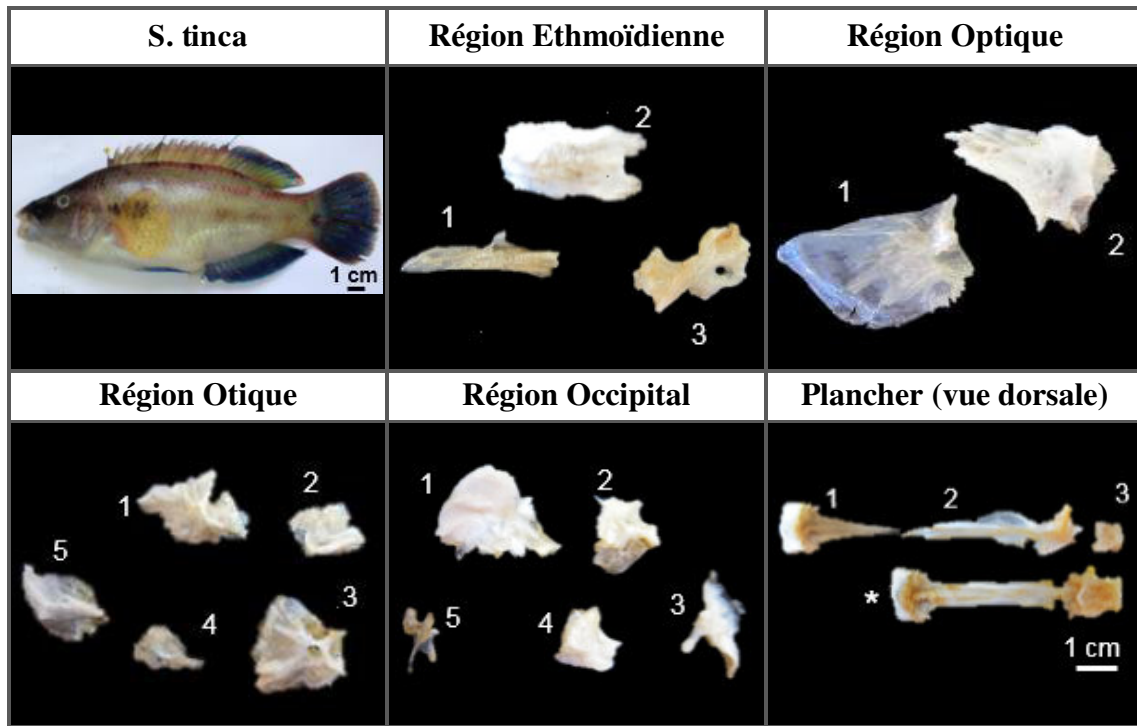 S. tinca
Région Ethmoïdienne
Région Optique
1 cm
1
2
3
1
2
Région Otique
Région Occipital
Plancher (vue dorsale)
1
2
3
4
5
1
2
3
4
5
1
2
3
*
1 cm